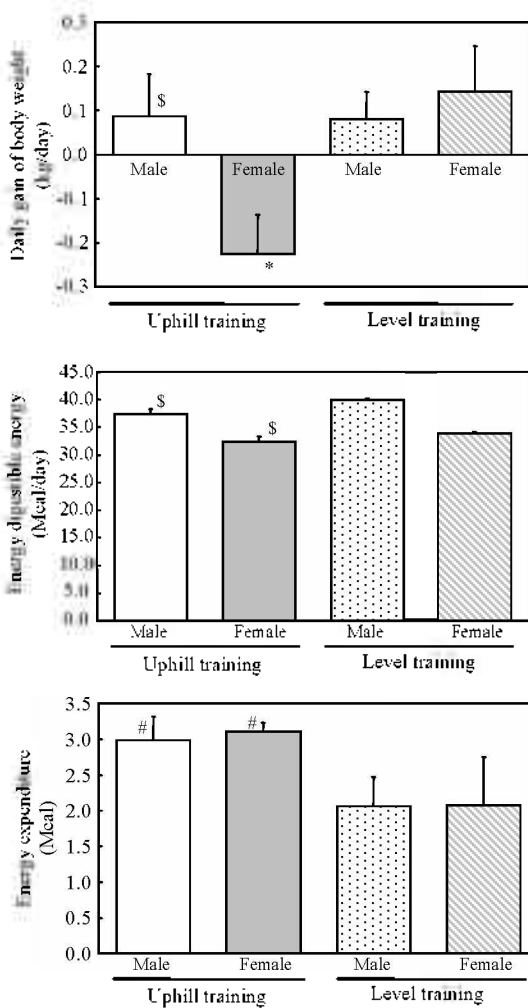 Daily gain of body weight
(kg/day)
0.3
0.2
0.1
0.0
-0.1
-0.2
-0.3
$
*
Male
Female
Male
Female
Uphill training
Level training
Energy digestible energy
(Mcal/day)
45.0
40.0
35.0
30.0
25.0
20.0
15.0
10.0
5.0
0.0
$
$
Male
Female
Male
Female
Uphill training
Level training
Energy expenditure
(Mcal)
3.5
3.0
2.5
2.0
1.5
1.0
0.5
0.0
#
#
Male
Female
Male
Female
Uphill training
Level training